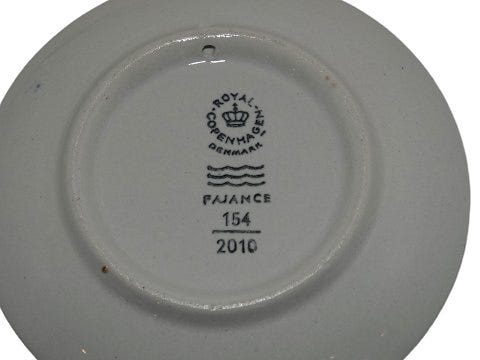 ROYAL
COPENHAGEN
DENMARK
FAJANCE
154
2010